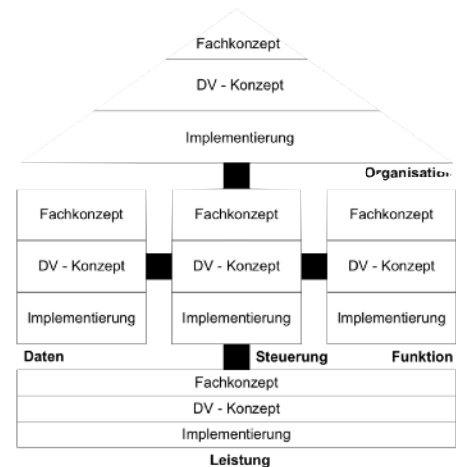 Fachkonzept
DV - Konzept
Implementierung
Organisation
Fachkonzept Fachkonzept Fachkonzept
DV - Konzept DV - Konzept DV - Konzept
Implementierung Implementierung Implementierung
Daten Steuerung Funktion
Fachkonzept
DV - Konzept
Implementierung
Leistung